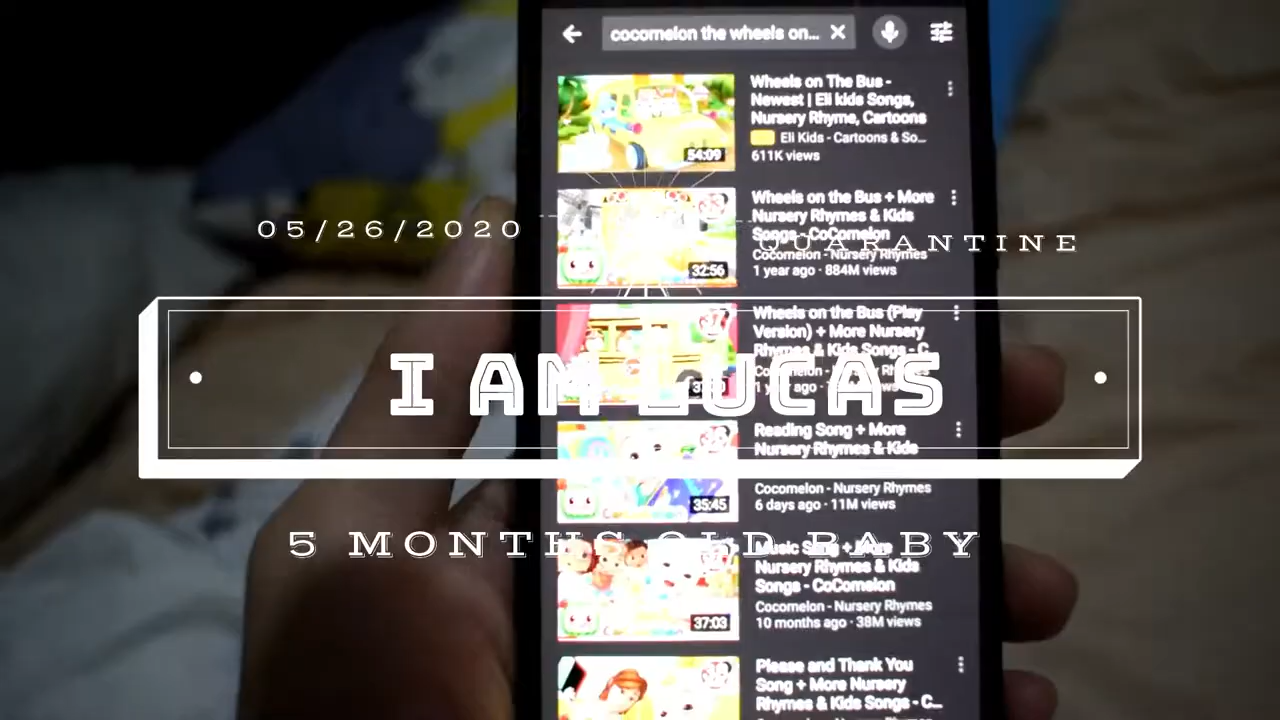 cocomelon the wheels on...
Wheels on The Bus -
Newest | Eli kids Songs,
Nursery Rhyme, Cartoons
Eli Kids - Cartoons & So...
611K views
54:09
Wheels on the Bus + More
Nursery Rhymes & Kids
Songs - CoComelon
Cocomelon - Nursery Rhymes
1 year ago · 884M views
32:56
05/26/2020
QUARANTINE
Wheels on the Bus (Play
Version) + More Nursery
Rhymes & Kids Songs - C...
I AM LUCAS
Reading Song + More
Nursery Rhymes & Kids
Cocomelon - Nursery Rhymes
6 days ago · 11M views
35:45
5 MONTHS OLD BABY
Music Song + More
Nursery Rhymes & Kids
Songs - CoComelon
Cocomelon - Nursery Rhymes
10 months ago · 38M views
37:03
Please and Thank You
Song + More Nursery
Rhymes & Kids Songs - C...